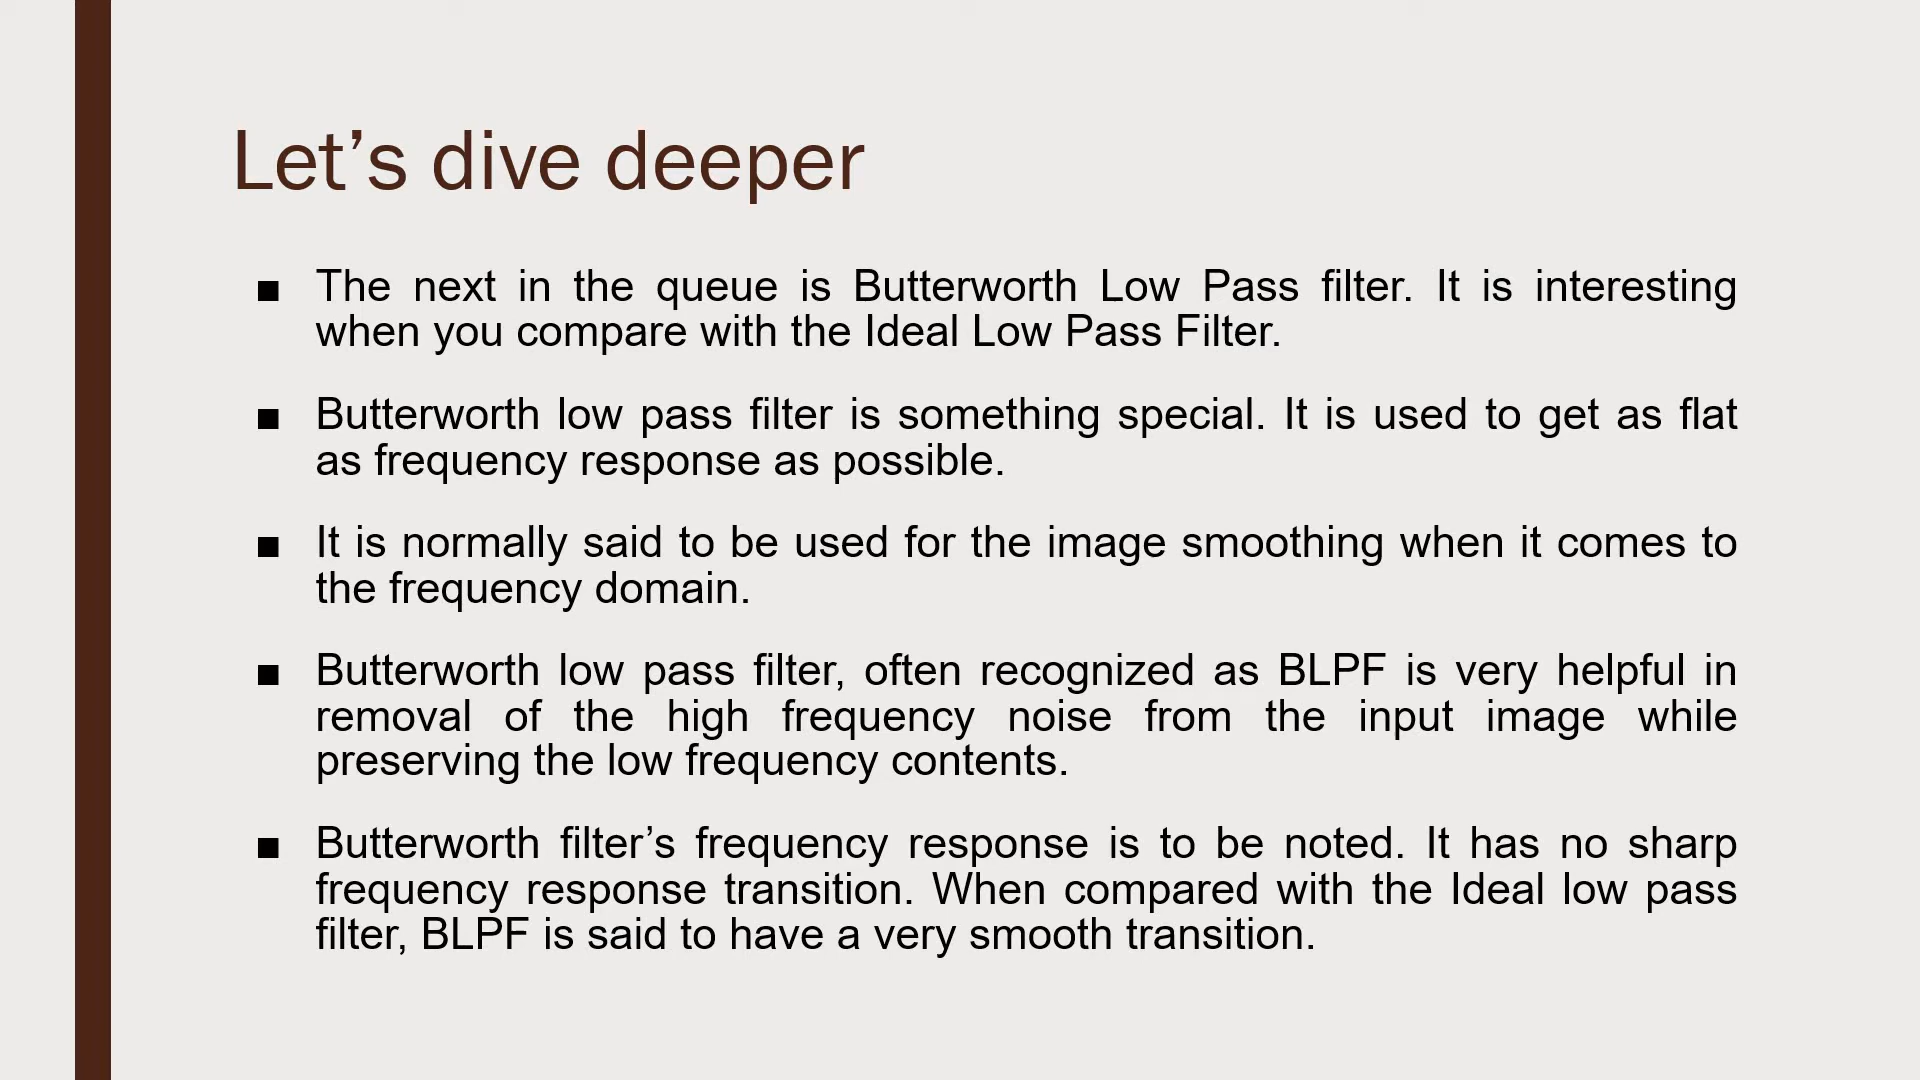 Let’s dive deeper
■ The next in the queue is Butterworth Low Pass filter. It is interesting
when you compare with the Ideal Low Pass Filter.
■ Butterworth low pass filter is something special. It is used to get as flat
as frequency response as possible.
■ It is normally said to be used for the image smoothing when it comes to
the frequency domain.
■ Butterworth low pass filter, often recognized as BLPF is very helpful in
removal of the high frequency noise from the input image while
preserving the low frequency contents.
■ Butterworth filter’s frequency response is to be noted. It has no sharp
frequency response transition. When compared with the Ideal low pass
filter, BLPF is said to have a very smooth transition.